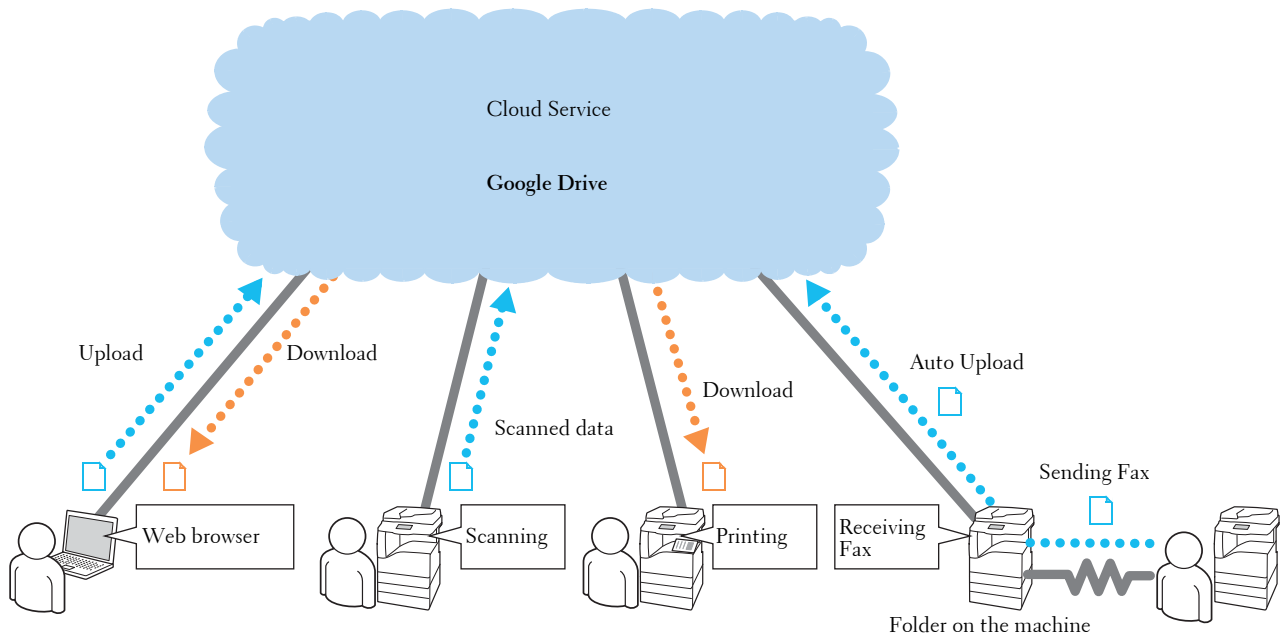 Cloud Service
Google Drive
Upload
Download
Scanned data
Download
Auto Upload
Sending Fax
Web browser
Scanning
Printing
Receiving
Fax
Folder on the machine